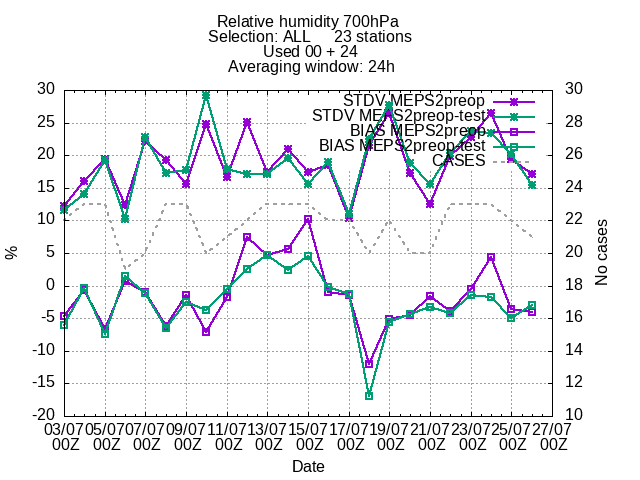 Relative humidity 700hPa
Selection: ALL 23 stations
Used 00 + 24
Averaging window: 24h
30 30
25 28
20 26
15 24
10 22
5 20
0 18
-5 16
-10 14
-15 12
-20 10
STDV MEPS2preop
STDV MEPS2preop-test
BIAS MEPS2preop
BIAS MEPS2preop-test
CASES
%
No cases
03/07 05/07 07/07 09/07 11/07 13/07 15/07 17/07 19/07 21/07 23/07 25/07 27/07
00Z 00Z 00Z 00Z 00Z 00Z 00Z 00Z 00Z 00Z 00Z 00Z 00Z
Date